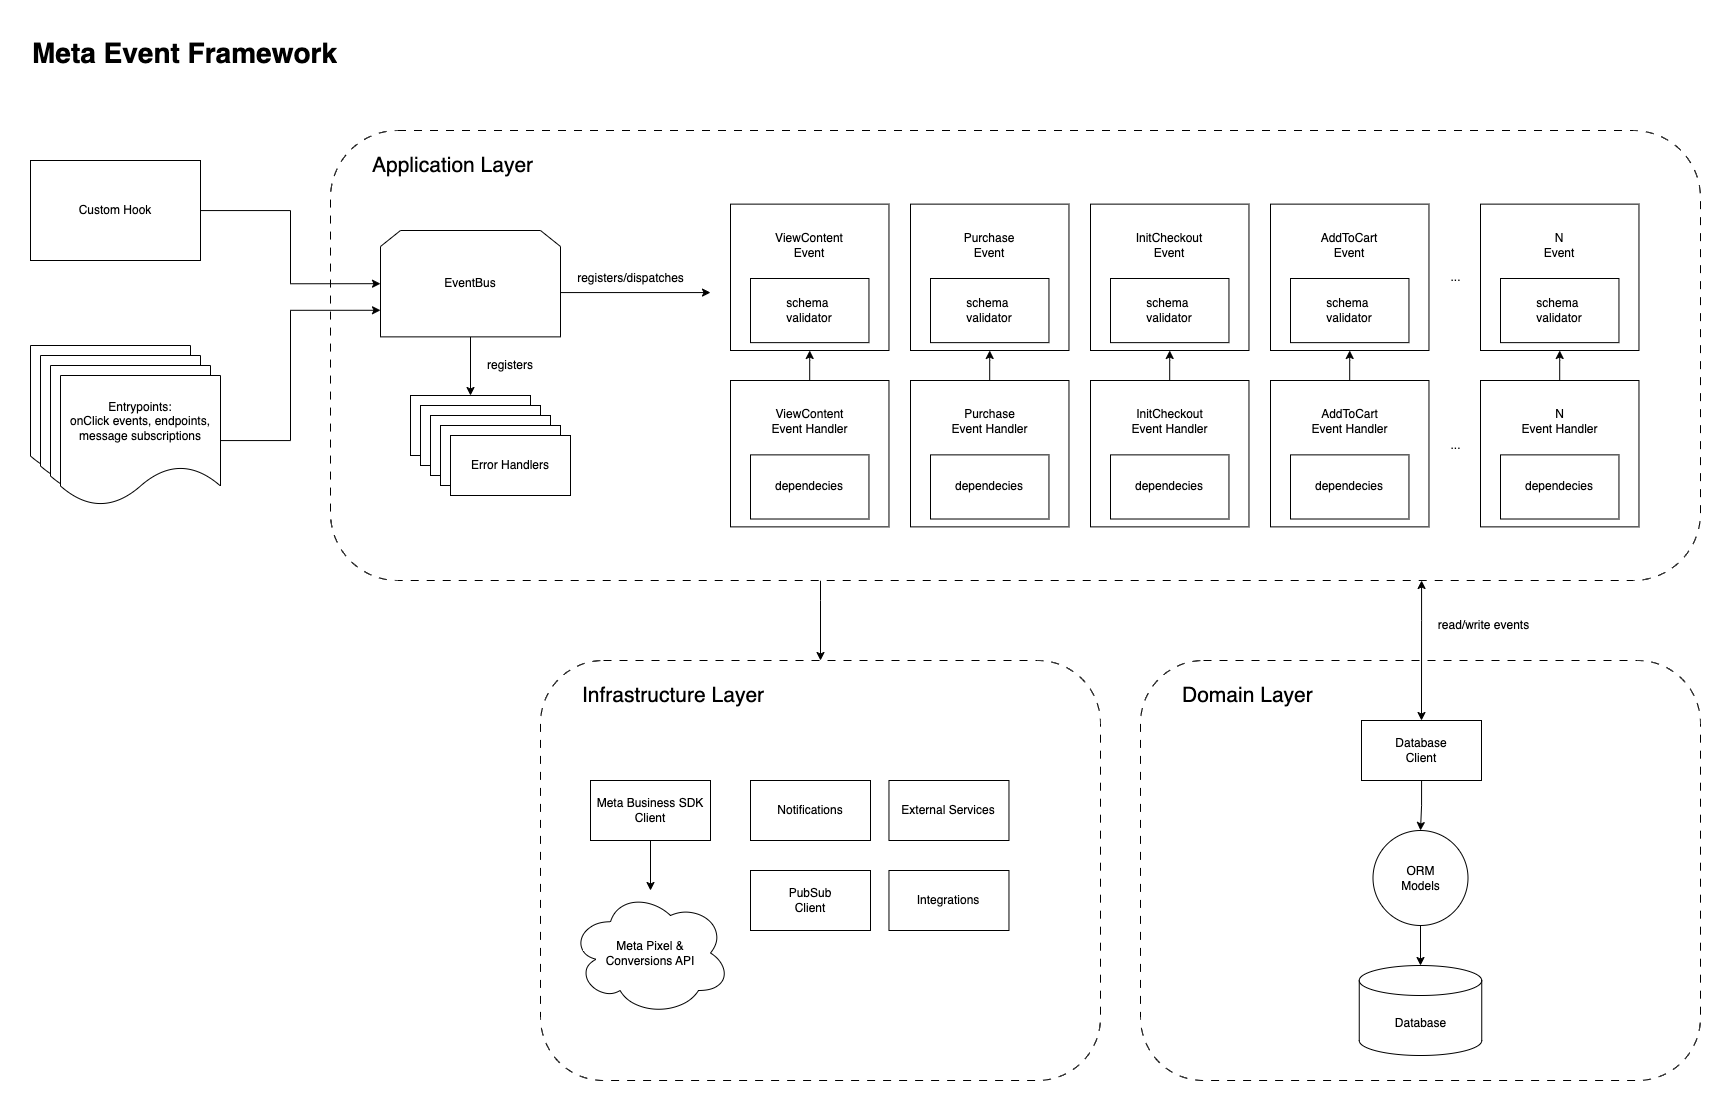 Meta Event Framework
Application Layer
Custom Hook
EventBus
registers/dispatches
registers
Entrypoints:
onClick events, endpoints,
message subscriptions
Error Handlers
ViewContent
Event
schema
validator
Purchase
Event
schema
validator
InitCheckout
Event
schema
validator
AddToCart
Event
schema
validator
...
N
Event
schema
validator
ViewContent
Event Handler
dependecies
Purchase
Event Handler
dependecies
InitCheckout
Event Handler
dependecies
AddToCart
Event Handler
dependecies
...
N
Event Handler
dependecies
read/write events
Infrastructure Layer
Meta Business SDK
Client
Notifications
External Services
PubSub
Client
Integrations
Meta Pixel &
Conversions API
Domain Layer
Database
Client
ORM
Models
Database